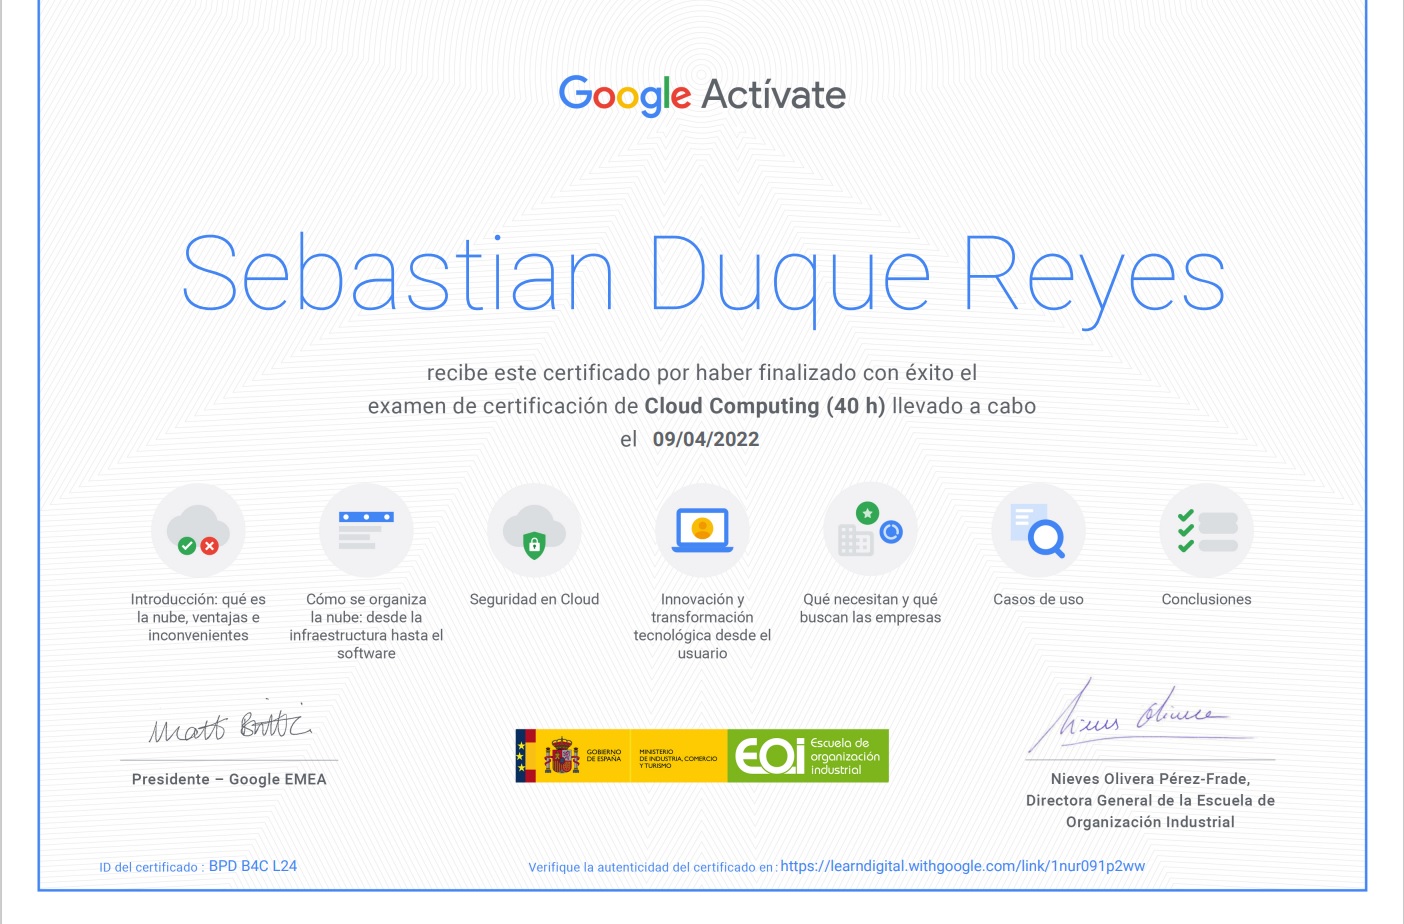 Google Actívate
Sebastian Duque Reyes
recibe este certificado por haber finalizado con éxito el
examen de certificación de Cloud Computing (40 h) llevado a cabo
el 09/04/2022
Introducción: qué es
la nube, ventajas e
inconvenientes
Cómo se organiza
la nube: desde la
infraestructura hasta el
software
Seguridad en Cloud
Innovación y
transformación
tecnológica desde el
usuario
Qué necesitan y qué
buscan las empresas
Casos de uso
Conclusiones
Matt Brittin
Presidente – Google EMEA
GOBIERNO
DE ESPAÑA
MINISTERIO
DE INDUSTRIA, COMERCIO
Y TURISMO
EOI
Escuela de
organización
industrial
Nieves Olivera
Nieves Olivera Pérez-Frade,
Directora General de la Escuela de
Organización Industrial
ID del certificado : BPD B4C L24
Verifique la autenticidad del certificado en : https://learndigital.withgoogle.com/link/1nur091p2ww